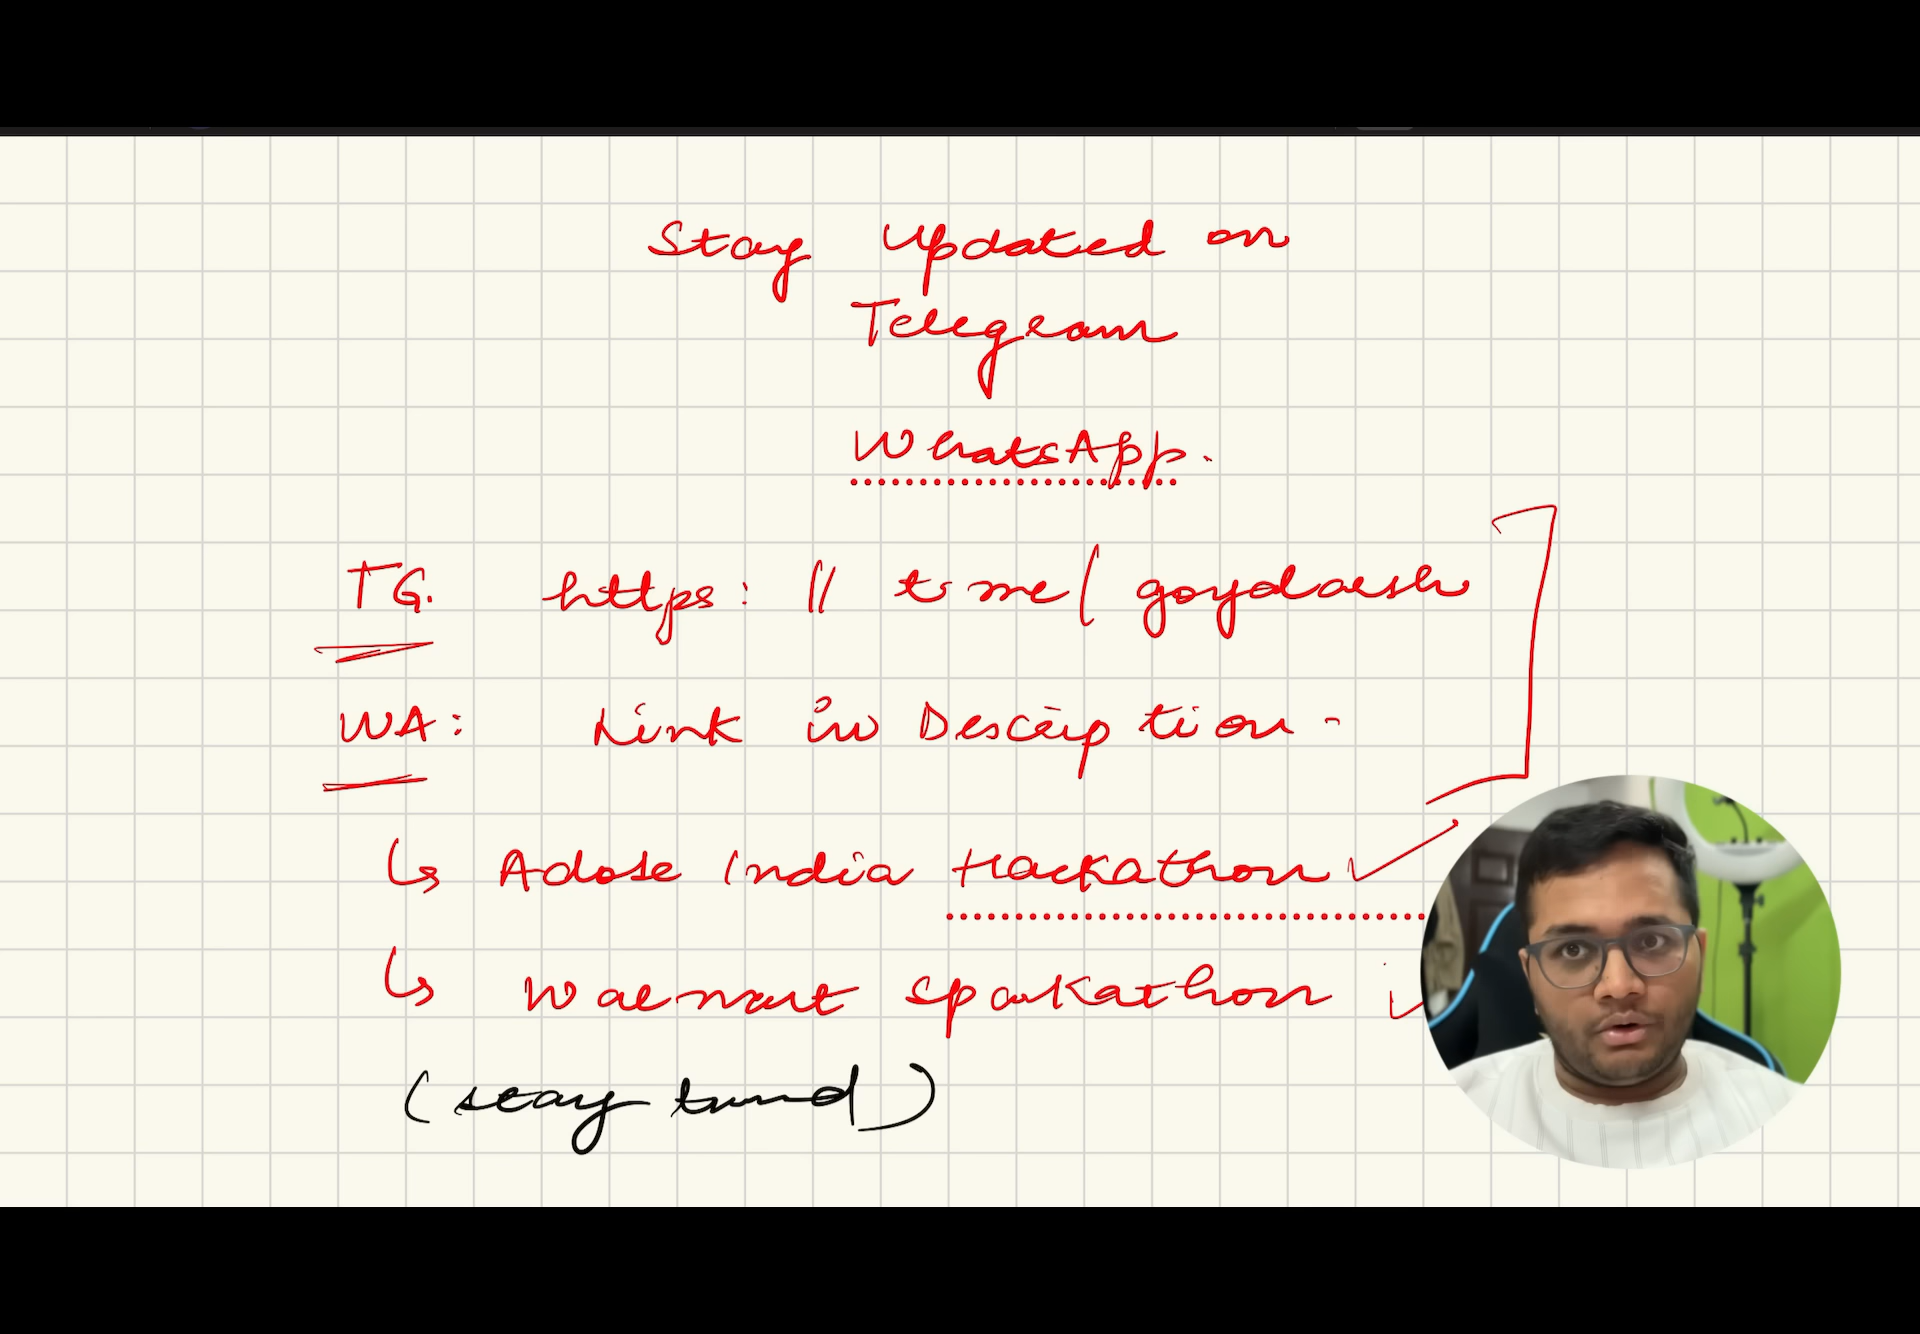 Stay Updated on
Telegram
WhatsApp.
TG. https://t.me/goydaesh
WA: Link in Description.
↳ Adobe India Hackathon ✓
↳ Walmart Sparkathon ✓
(stay tuned)